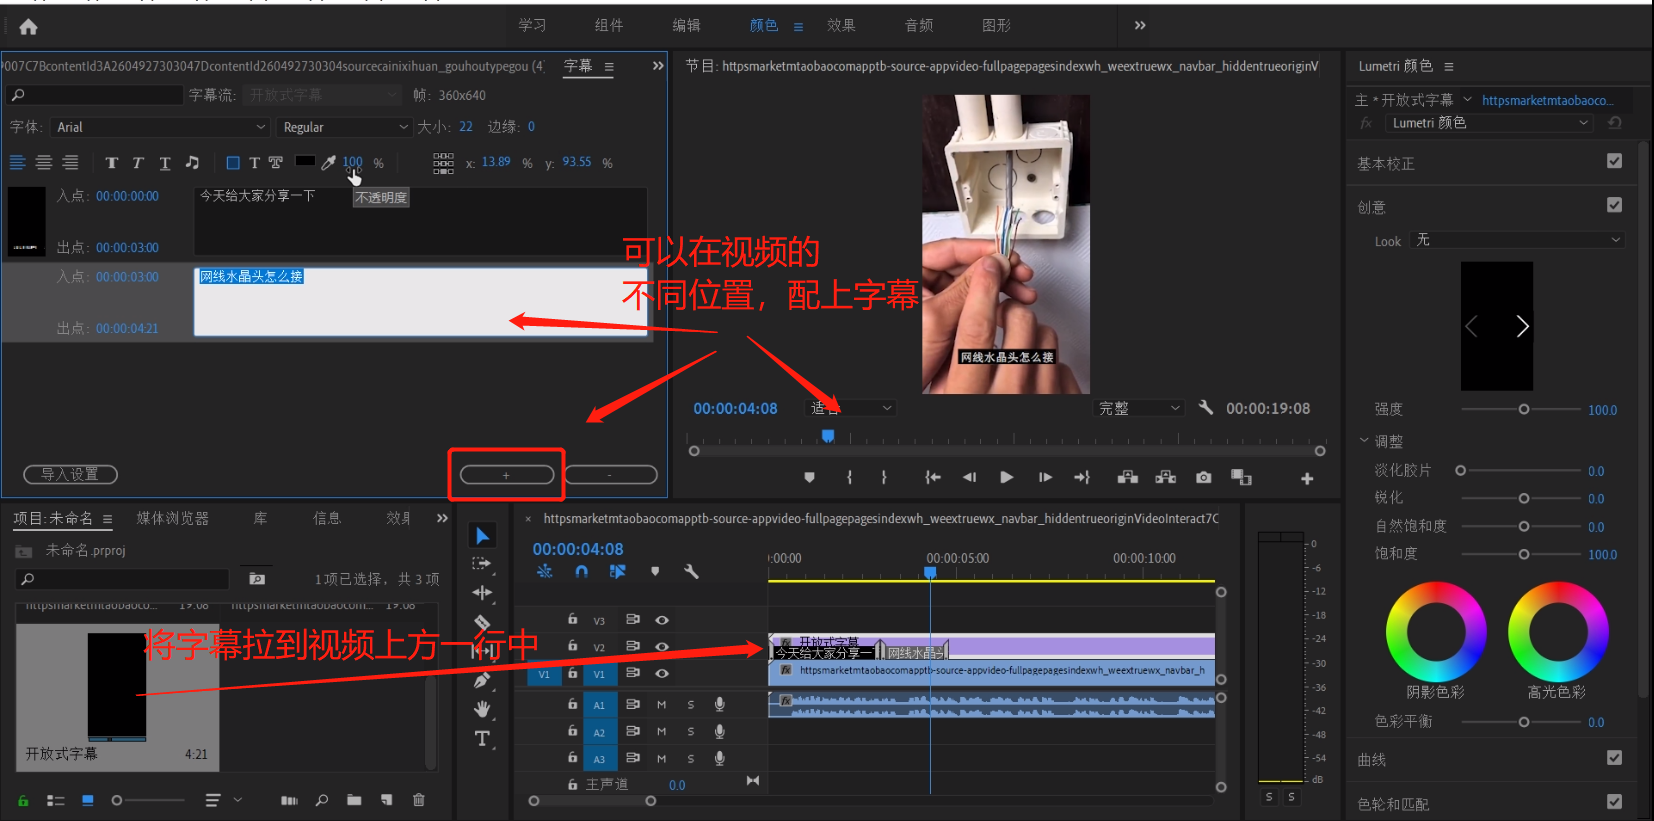 学习 组件 编辑 颜色 效果 音频 图形
9007C7BcontentId3A2604927303047DcontentId260492730304sourcecainixihuan_gouhoutypegou (4) 字幕
字幕流: 开放式字幕 帧: 360x640
字体: Arial Regular 大小: 22 边缘: 0
T T T T T 100 % x: 13.89 % y: 93.55 %
不透明度
入点: 00:00:00:00 今天给大家分享一下
出点: 00:00:03:00
入点: 00:00:03:00 网线水晶头怎么接
出点: 00:00:04:21
可以在视频的
不同位置，配上字幕
导入设置 + -
节目: httpsmarketmtaobaocomapptb-source-appvideo-fullpagepagesindexwh_weextruewx_navbar_hiddentrueoriginV
网线水晶头怎么接
00:00:04:08 适合 完整 00:00:19:08
Lumetri 颜色
主 * 开放式字幕 httpsmarketmtaobaoco...
fx Lumetri 颜色
基本校正
创意
Look 无
强度 100.0
调整
淡化胶片 0.0
锐化 0.0
自然饱和度 0.0
饱和度 100.0
阴影色彩 高光色彩
色彩平衡 0.0
曲线
色轮和匹配
项目:未命名 媒体浏览器 库 信息 效果
未命名.prproj
1项已选择，共 3 项
httpsmarketmtaobaoco... 19:08 httpsmarketmtaobaocom... 19:08
将字幕拉到视频上方一行中
开放式字幕 4:21
× httpsmarketmtaobaocomapptb-source-appvideo-fullpagepagesindexwh_weextruewx_navbar_hiddentrueoriginVideoInteract7C
00:00:04:08
:00:00 00:00:05:00 00:00:10:00
V3
V2 fx 开放式字幕
今天给大家分享一 网线水晶头
V1 V1 fx httpsmarketmtaobaocomapptb-source-appvideo-fullpagepagesindexwh_weextruewx_navbar_h
A1 M S fx
A2 M S
A3 M S
主声道 0.0
0
-6
-12
-18
-24
-30
-36
-42
-48
-54
dB
S S